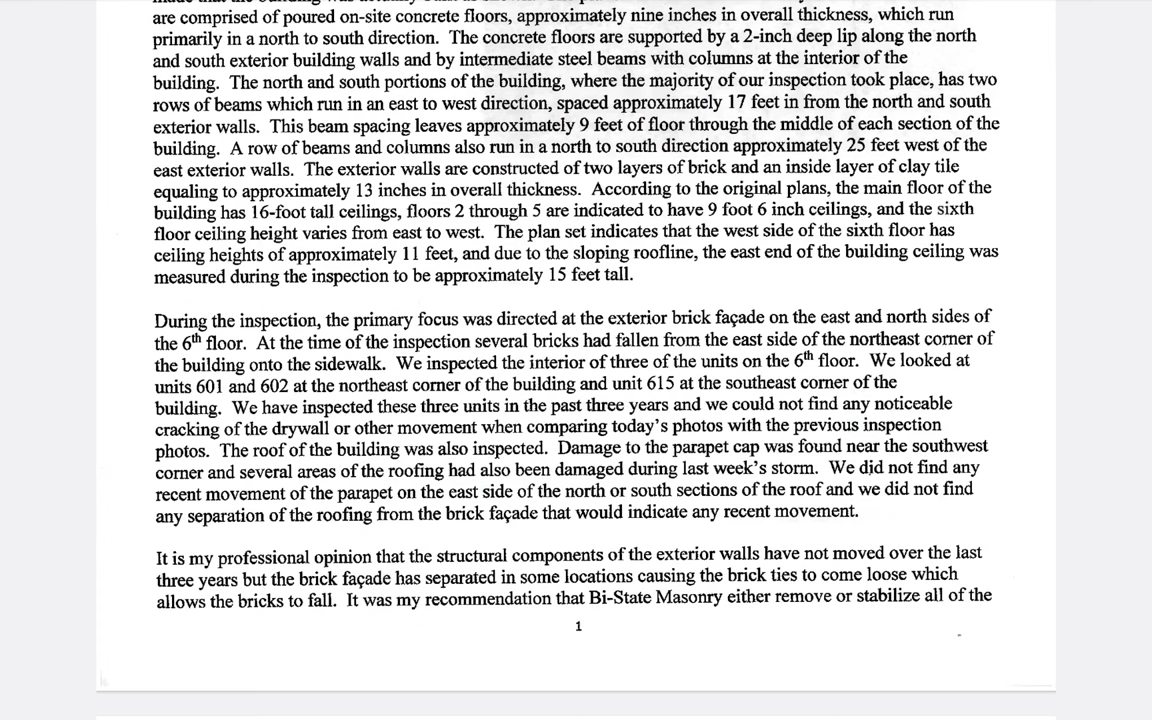 are comprised of poured on-site concrete floors, approximately nine inches in overall thickness, which run
primarily in a north to south direction. The concrete floors are supported by a 2-inch deep lip along the north
and south exterior building walls and by intermediate steel beams with columns at the interior of the
building. The north and south portions of the building, where the majority of our inspection took place, has two
rows of beams which run in an east to west direction, spaced approximately 17 feet in from the north and south
exterior walls. This beam spacing leaves approximately 9 feet of floor through the middle of each section of the
building. A row of beams and columns also run in a north to south direction approximately 25 feet west of the
east exterior walls. The exterior walls are constructed of two layers of brick and an inside layer of clay tile
equaling to approximately 13 inches in overall thickness. According to the original plans, the main floor of the
building has 16-foot tall ceilings, floors 2 through 5 are indicated to have 9 foot 6 inch ceilings, and the sixth
floor ceiling height varies from east to west. The plan set indicates that the west side of the sixth floor has
ceiling heights of approximately 11 feet, and due to the sloping roofline, the east end of the building ceiling was
measured during the inspection to be approximately 15 feet tall.
During the inspection, the primary focus was directed at the exterior brick façade on the east and north sides of
the 6th floor. At the time of the inspection several bricks had fallen from the east side of the northeast corner of
the building onto the sidewalk. We inspected the interior of three of the units on the 6th floor. We looked at
units 601 and 602 at the northeast corner of the building and unit 615 at the southeast corner of the
building. We have inspected these three units in the past three years and we could not find any noticeable
cracking of the drywall or other movement when comparing today's photos with the previous inspection
photos. The roof of the building was also inspected. Damage to the parapet cap was found near the southwest
corner and several areas of the roofing had also been damaged during last week's storm. We did not find any
recent movement of the parapet on the east side of the north or south sections of the roof and we did not find
any separation of the roofing from the brick façade that would indicate any recent movement.
It is my professional opinion that the structural components of the exterior walls have not moved over the last
three years but the brick façade has separated in some locations causing the brick ties to come loose which
allows the bricks to fall. It was my recommendation that Bi-State Masonry either remove or stabilize all of the
1